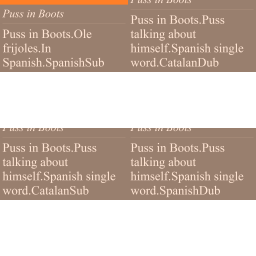 Puss in Boots
Puss in Boots.Ole
frijoles.In
Spanish.SpanishSub
Puss in Boots
Puss in Boots.Puss
talking about
himself.Spanish single
word.CatalanDub
Puss in Boots
Puss in Boots.Puss
talking about
himself.Spanish single
word.CatalanSub
Puss in Boots
Puss in Boots.Puss
talking about
himself.Spanish single
word.SpanishDub